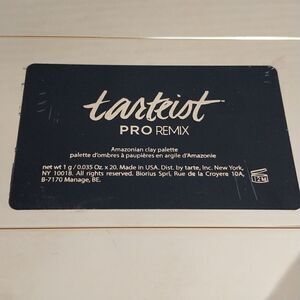 tarteist™
PRO REMIX
Amazonian clay palette
palette d'ombres à paupières en argile d'Amazonie
net wt 1 g / 0.035 Oz. x 20. Made in USA. Dist. by tarte, Inc. New York,
NY 10018. All rights reserved. Biorius Sprl, Rue de la Croyere 10A,
B-7170 Manage, BE.
12M